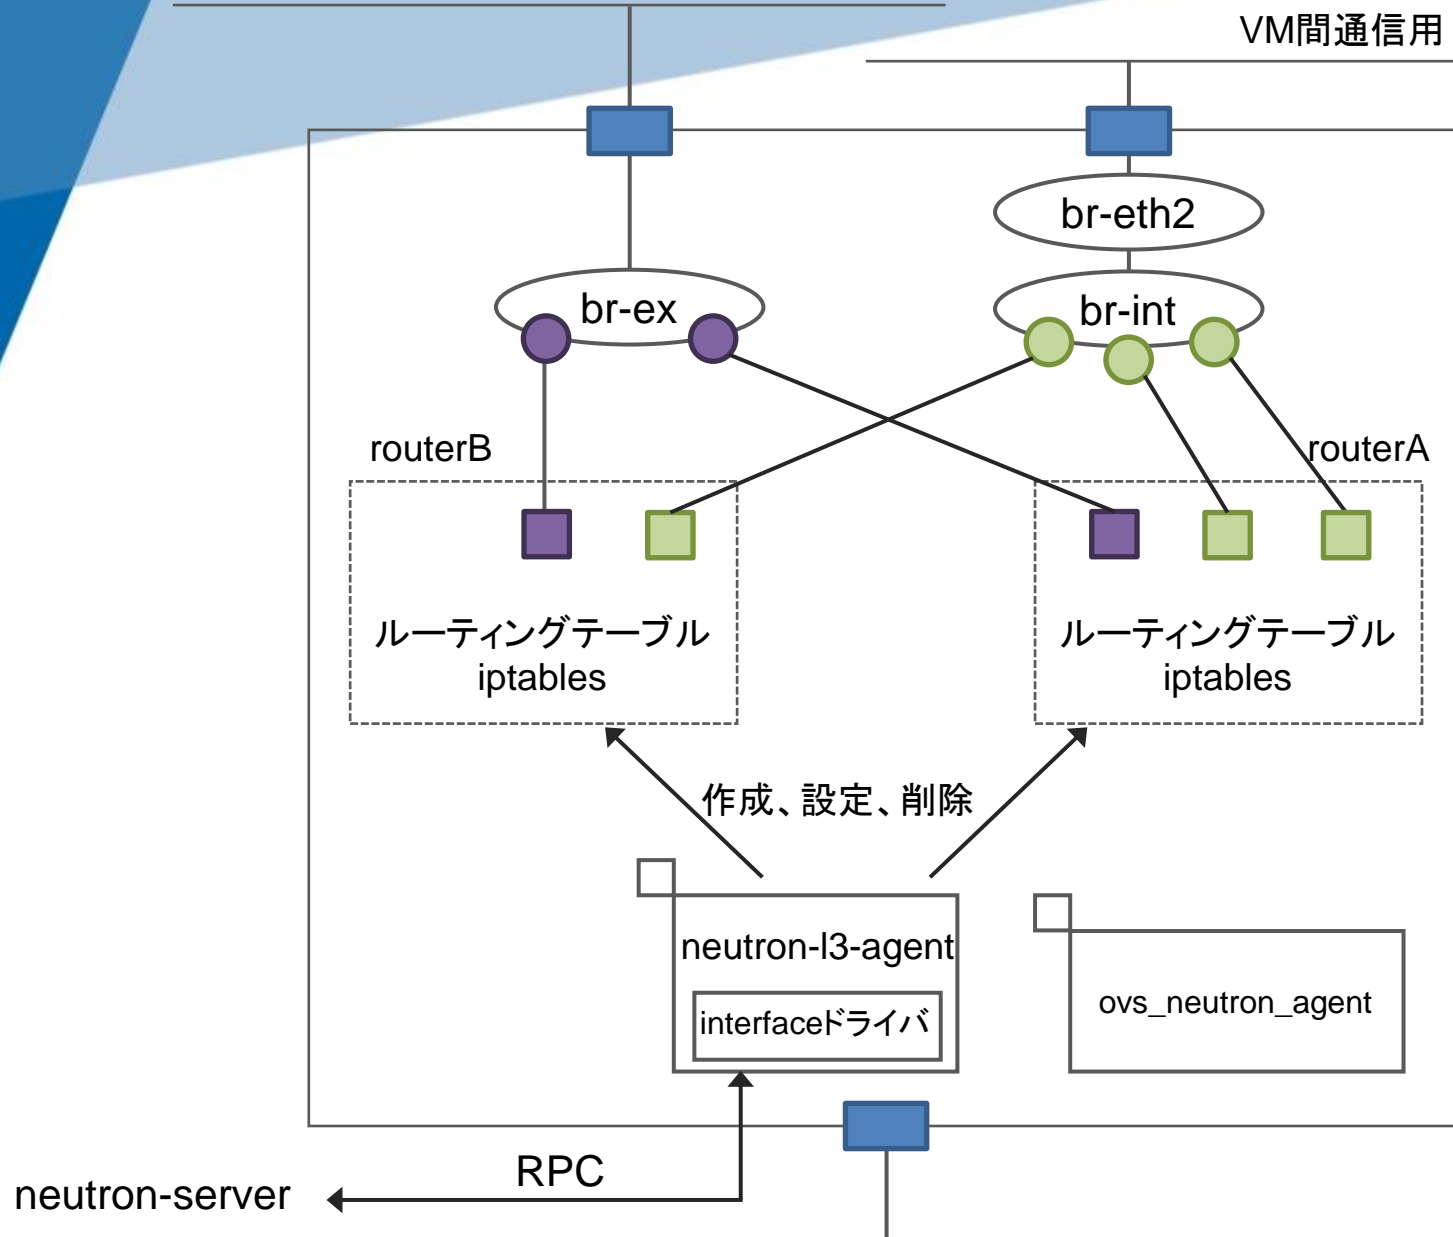 VM間通信用
br-eth2
br-ex
br-int
routerB
routerA
ルーティングテーブル
iptables
ルーティングテーブル
iptables
作成、設定、削除
neutron-l3-agent
interfaceドライバ
ovs_neutron_agent
RPC
neutron-server